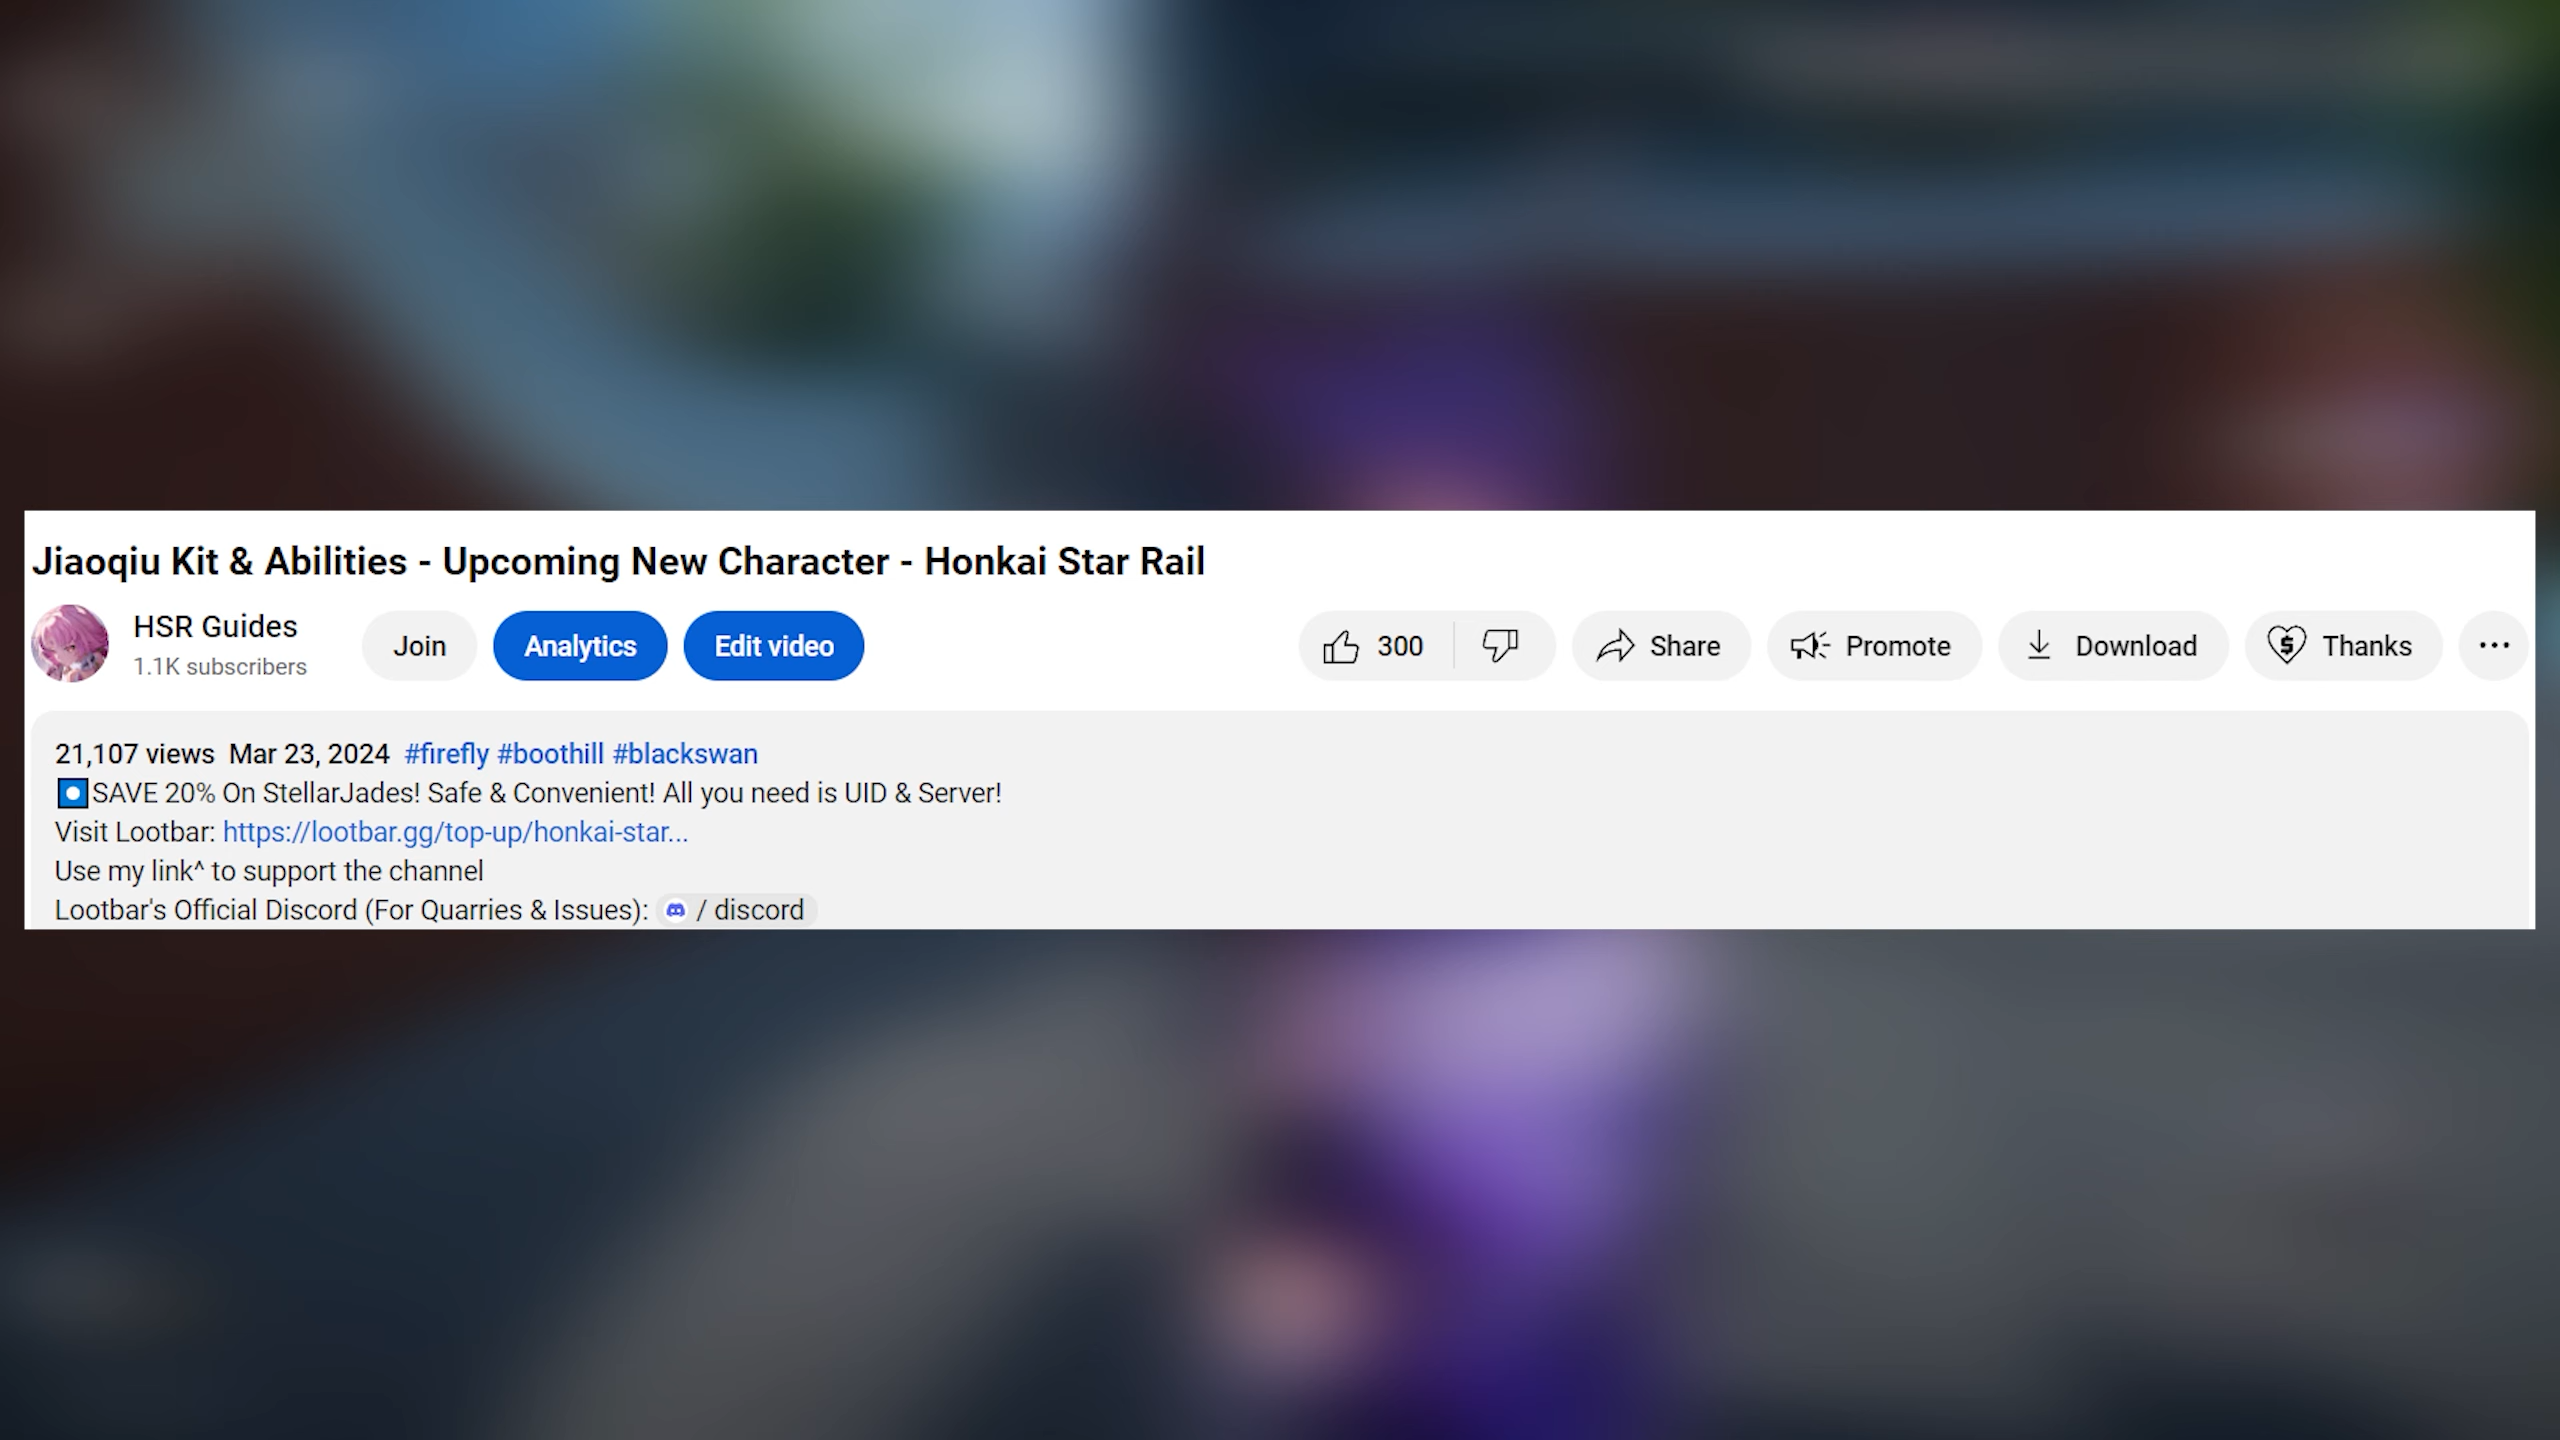 Jiaoqiu Kit & Abilities - Upcoming New Character - Honkai Star Rail
HSR Guides
1.1K subscribers
Join
Analytics
Edit video
300
Share
Promote
Download
Thanks
21,107 views Mar 23, 2024 #firefly #boothill #blackswan
SAVE 20% On StellarJades! Safe & Convenient! All you need is UID & Server!
Visit Lootbar: https://lootbar.gg/top-up/honkai-star...
Use my link^ to support the channel
Lootbar's Official Discord (For Quarries & Issues): / discord